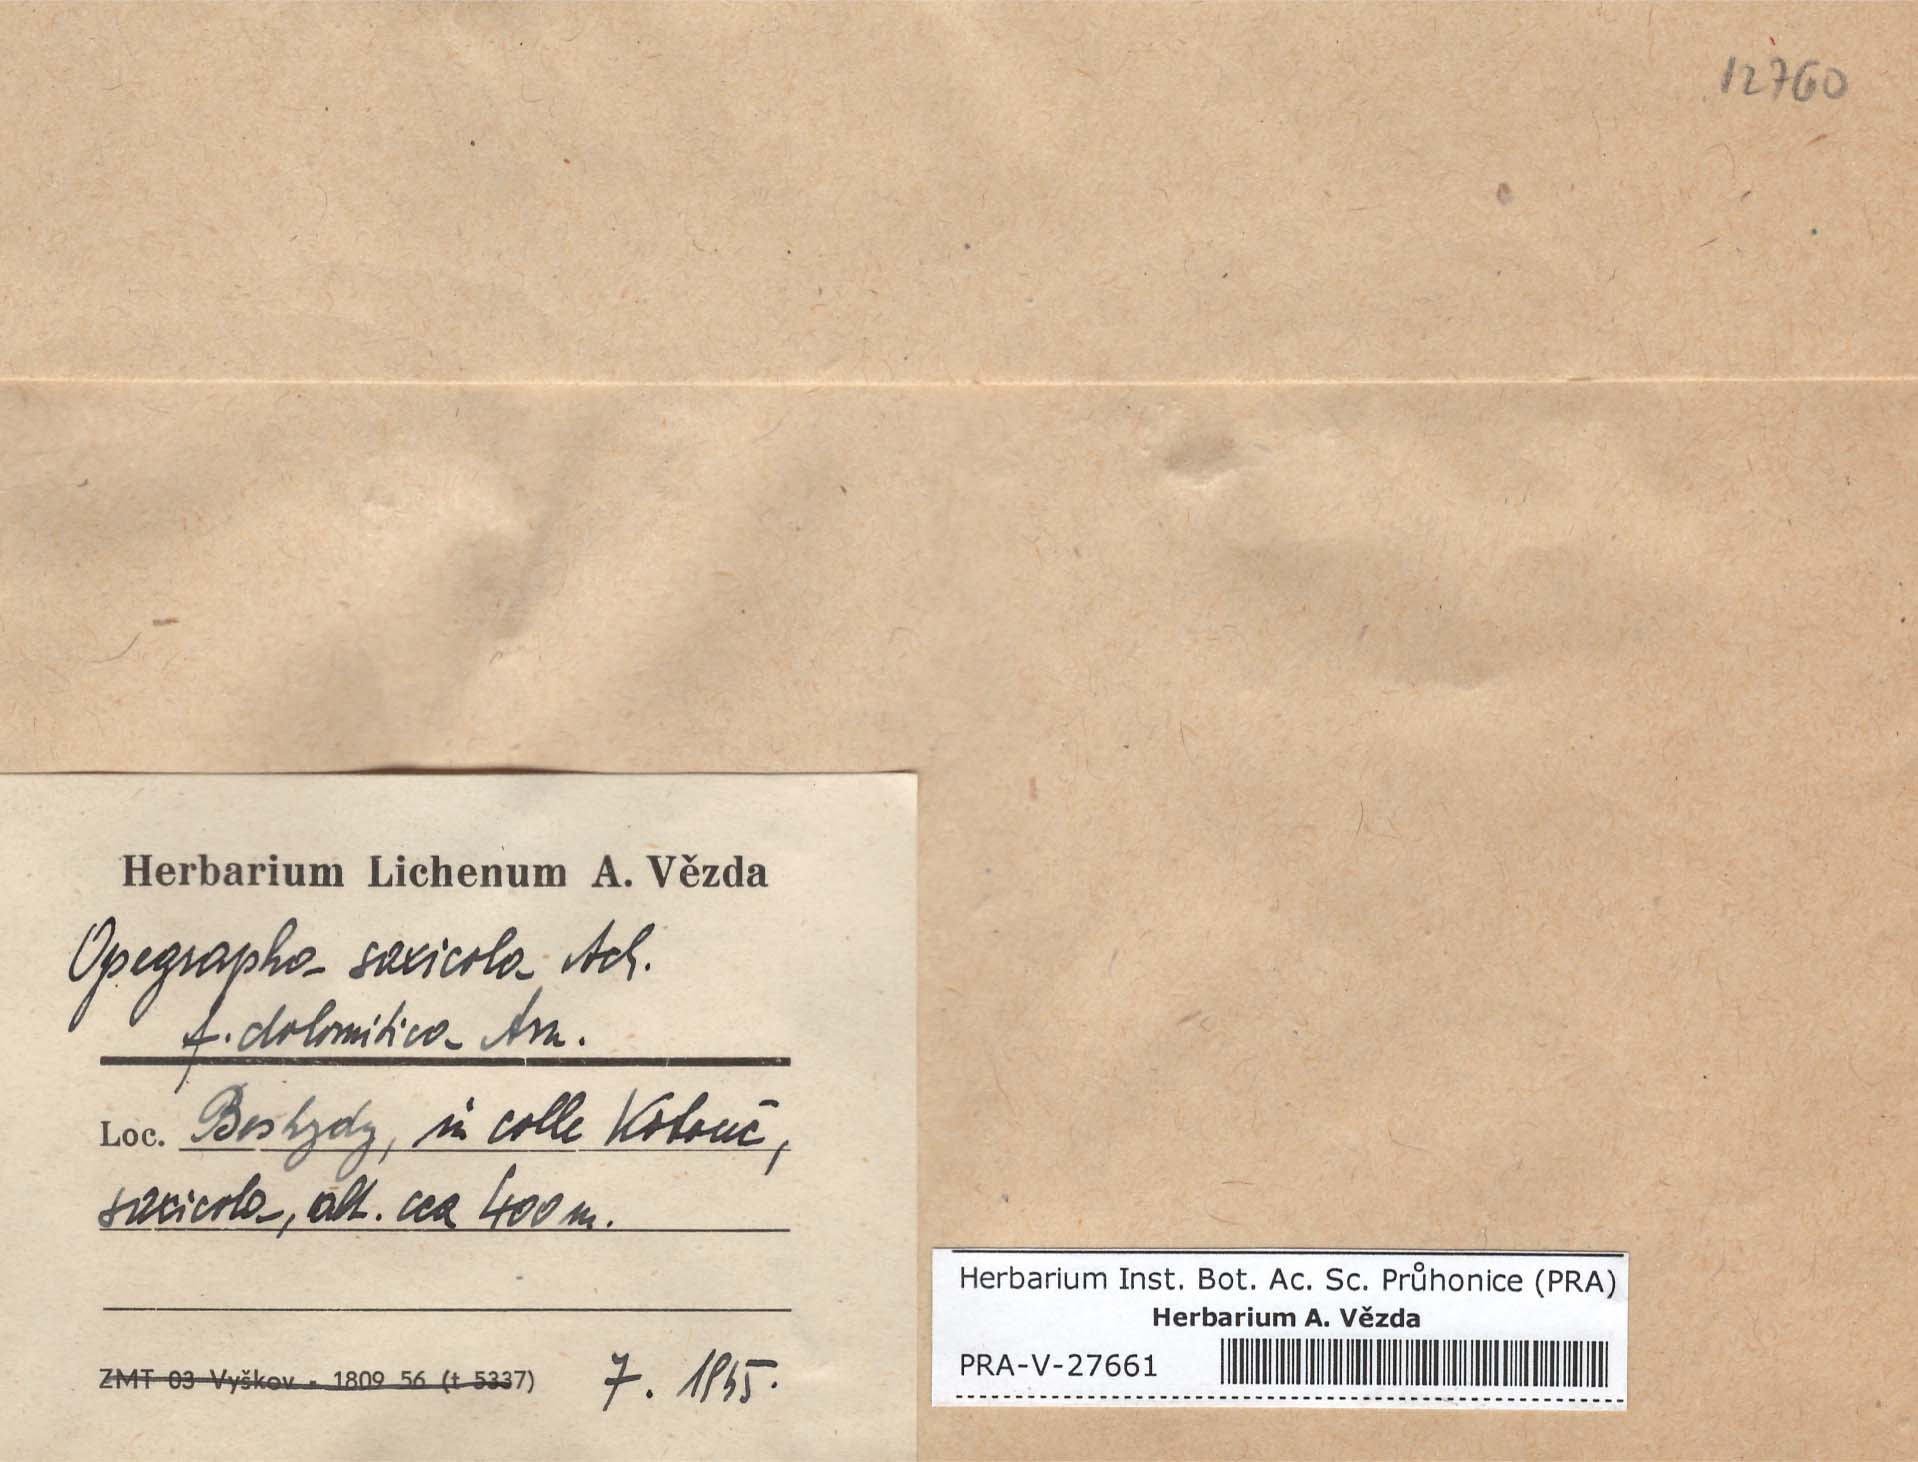 12760
Herbarium Lichenum A. Vězda
Opegrapha saxicola Ach.
f. dolomitica Arn.
Loc. Beskydy, in colle Kotouč,
saxicola, alt. cca 400 m.
ZMT 03 Vyškov - 1809 56 (t 5337) 7. 1955.
Herbarium Inst. Bot. Ac. Sc. Průhonice (PRA)
Herbarium A. Vězda
PRA-V-27661